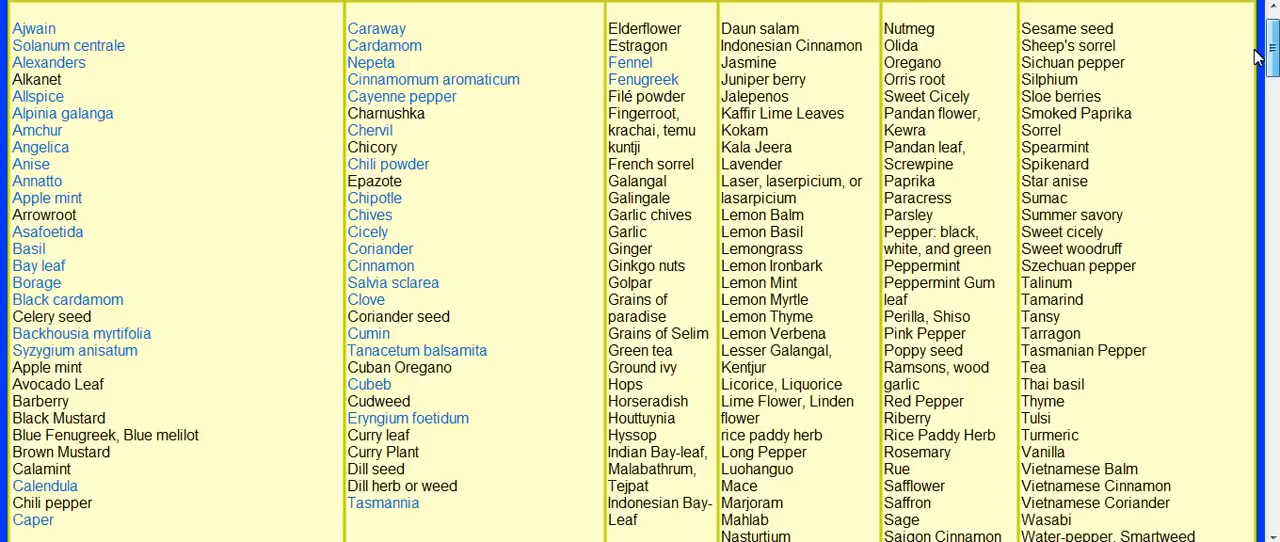 Ajwain
Solanum centrale
Alexanders
Alkanet
Allspice
Alpinia galanga
Amchur
Angelica
Anise
Annatto
Apple mint
Arrowroot
Asafoetida
Basil
Bay leaf
Borage
Black cardamom
Celery seed
Backhousia myrtifolia
Syzygium anisatum
Apple mint
Avocado Leaf
Barberry
Black Mustard
Blue Fenugreek, Blue melilot
Brown Mustard
Calamint
Calendula
Chili pepper
Caper
Caraway
Cardamom
Nepeta
Cinnamomum aromaticum
Cayenne pepper
Charnushka
Chervil
Chicory
Chili powder
Epazote
Chipotle
Chives
Cicely
Coriander
Cinnamon
Salvia sclarea
Clove
Coriander seed
Cumin
Tanacetum balsamita
Cuban Oregano
Cubeb
Cudweed
Eryngium foetidum
Curry leaf
Curry Plant
Dill seed
Dill herb or weed
Tasmannia
Elderflower
Estragon
Fennel
Fenugreek
Filé powder
Fingerroot,
krachai, temu
kuntji
French sorrel
Galangal
Galingale
Garlic chives
Garlic
Ginger
Ginkgo nuts
Golpar
Grains of
paradise
Grains of Selim
Green tea
Ground ivy
Hops
Horseradish
Houttuynia
Hyssop
Indian Bay-leaf,
Malabathrum,
Tejpat
Indonesian Bay-
Leaf
Daun salam
Indonesian Cinnamon
Jasmine
Juniper berry
Jalepenos
Kaffir Lime Leaves
Kokam
Kala Jeera
Lavender
Laser, laserpicium, or
lasarpicium
Lemon Balm
Lemon Basil
Lemongrass
Lemon Ironbark
Lemon Mint
Lemon Myrtle
Lemon Thyme
Lemon Verbena
Lesser Galangal,
Kentjur
Licorice, Liquorice
Lime Flower, Linden
flower
rice paddy herb
Long Pepper
Luohanguo
Mace
Marjoram
Mahlab
Nasturtium
Nutmeg
Olida
Oregano
Orris root
Sweet Cicely
Pandan flower,
Kewra
Pandan leaf,
Screwpine
Paprika
Paracress
Parsley
Pepper: black,
white, and green
Peppermint
Peppermint Gum
leaf
Perilla, Shiso
Pink Pepper
Poppy seed
Ramsons, wood
garlic
Red Pepper
Riberry
Rice Paddy Herb
Rosemary
Rue
Safflower
Saffron
Sage
Saigon Cinnamon
Sesame seed
Sheep's sorrel
Sichuan pepper
Silphium
Sloe berries
Smoked Paprika
Sorrel
Spearmint
Spikenard
Star anise
Sumac
Summer savory
Sweet cicely
Sweet woodruff
Szechuan pepper
Talinum
Tamarind
Tansy
Tarragon
Tasmanian Pepper
Tea
Thai basil
Thyme
Tulsi
Turmeric
Vanilla
Vietnamese Balm
Vietnamese Cinnamon
Vietnamese Coriander
Wasabi
Water-pepper, Smartweed